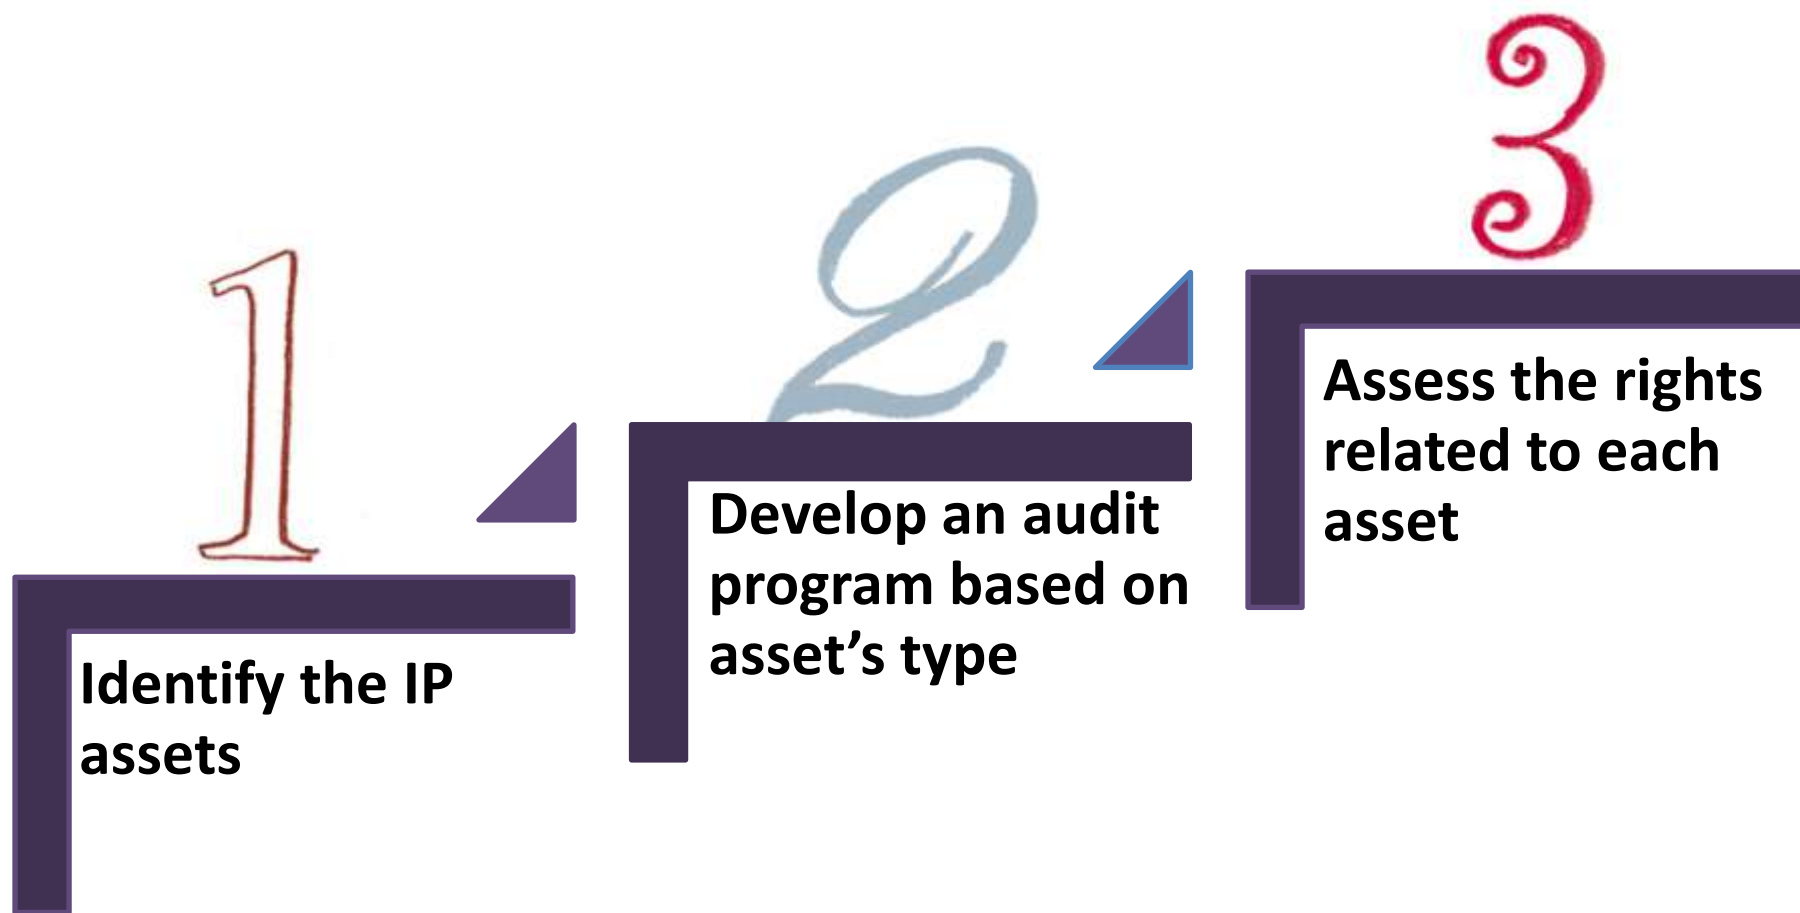 1
Identify the IP
assets
2
Develop an audit
program based on
asset’s type
3
Assess the rights
related to each
asset